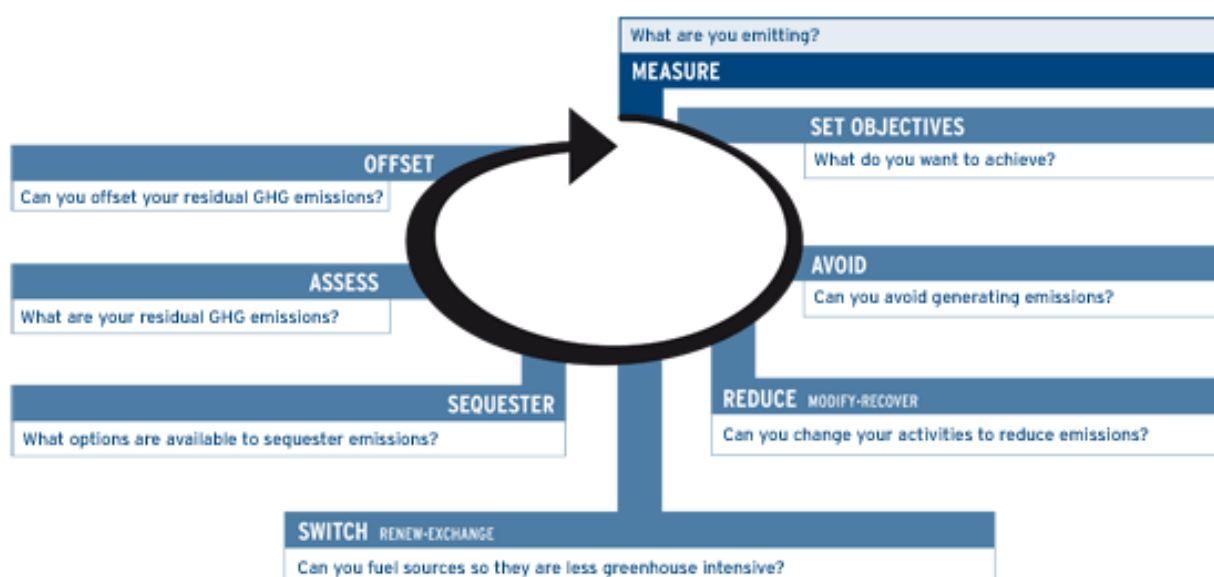 What are you emitting?
MEASURE
SET OBJECTIVES
What do you want to achieve?
AVOID
Can you avoid generating emissions?
REDUCE MODIFY-RECOVER
Can you change your activities to reduce emissions?
SWITCH RENEW-EXCHANGE
Can you fuel sources so they are less greenhouse intensive?
SEQUESTER
What options are available to sequester emissions?
ASSESS
What are your residual GHG emissions?
OFFSET
Can you offset your residual GHG emissions?